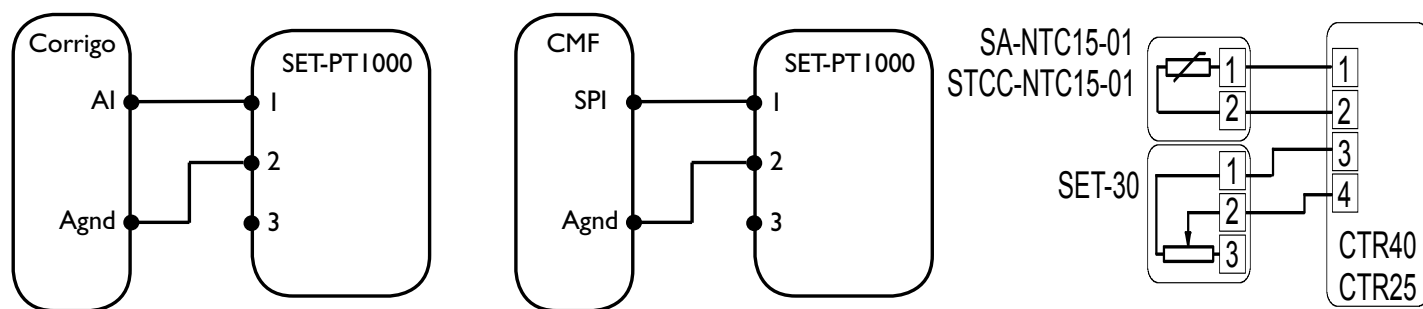 Corrigo
SET-PT1000
AI
1
2
Agnd
3
CMF
SET-PT1000
SPI
1
2
Agnd
3
SA-NTC15-01
STCC-NTC15-01
1
2
SET-30
1
2
3
1
2
3
4
CTR40
CTR25